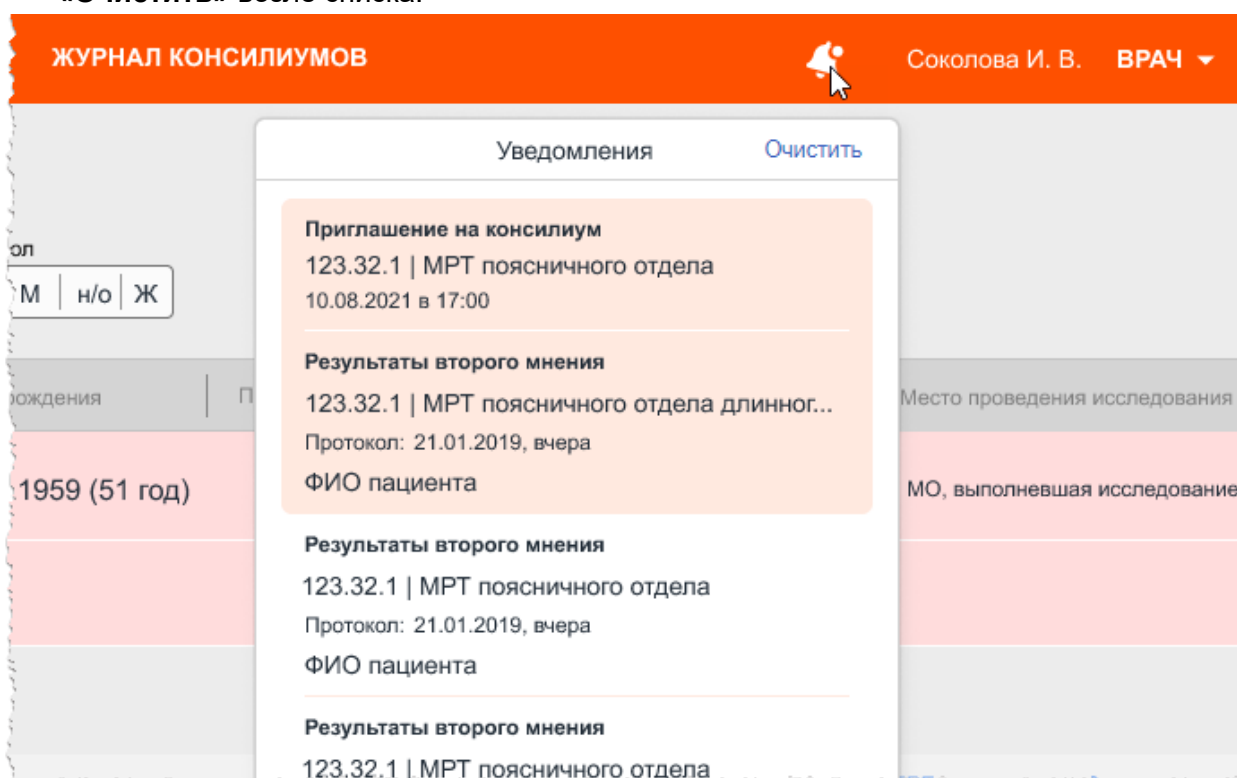 «Очистить» возле списка.
ЖУРНАЛ КОНСИЛИУМОВ
Соколова И. В. ВРАЧ
Уведомления Очистить
Приглашение на консилиум
123.32.1 | МРТ поясничного отдела
10.08.2021 в 17:00
ол
М | н/о | Ж
Результаты второго мнения
123.32.1 | МРТ поясничного отдела длинног...
Протокол: 21.01.2019, вчера
ФИО пациента
рождения
П
Место проведения исследования
.1959 (51 год)
МО, выполневшая исследование
Результаты второго мнения
123.32.1 | МРТ поясничного отдела
Протокол: 21.01.2019, вчера
ФИО пациента
Результаты второго мнения
123.32.1 | МРТ поясничного отдела